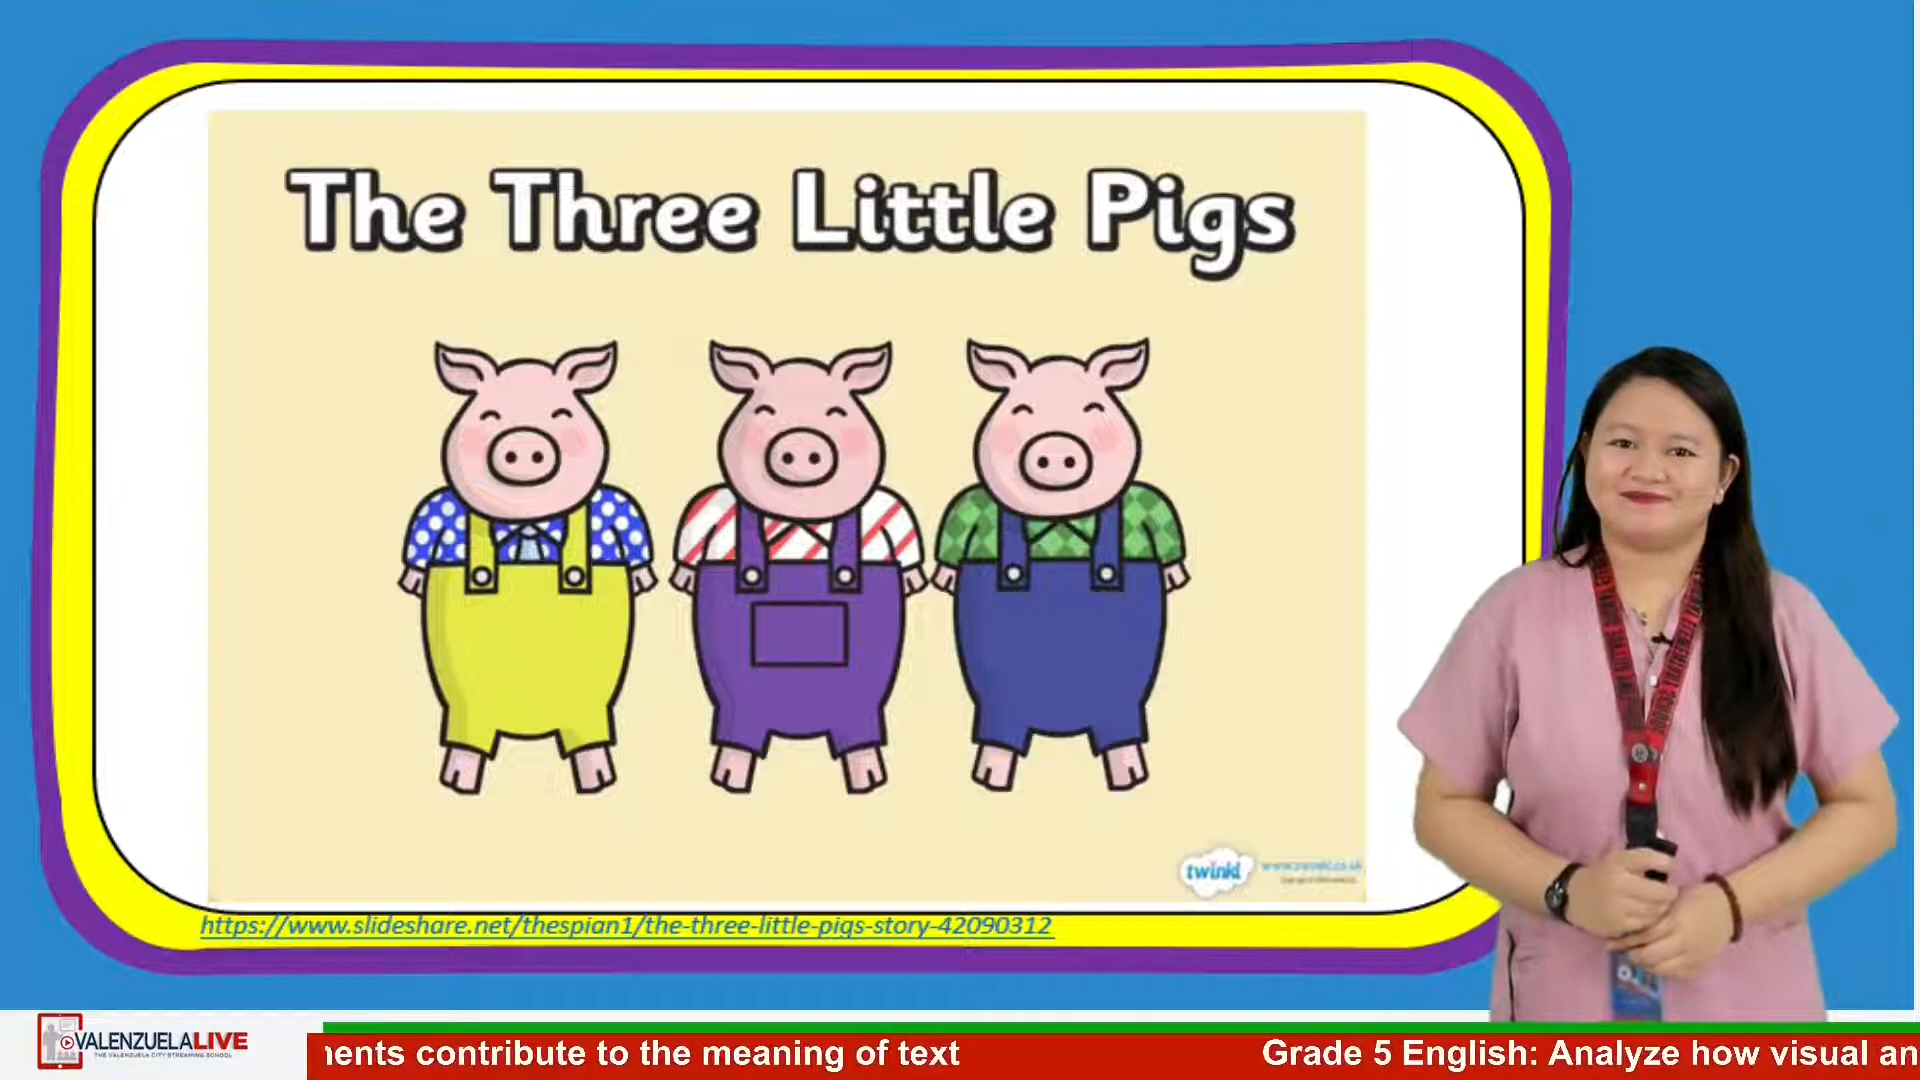 The Three Little Pigs
twinkl
https://www.slideshare.net/thespian1/the-three-little-pigs-story-42090312
VALENZUELALIVE
THE VALENZUELA CITY STREAMING SCHOOL
ents contribute to the meaning of text
Grade 5 English: Analyze how visual an